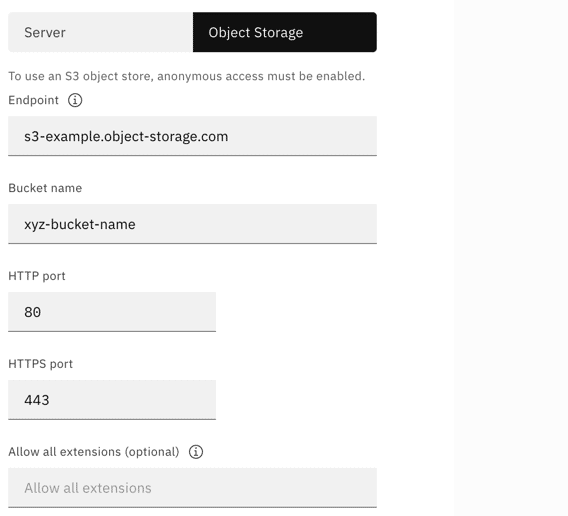 Server
Object Storage
To use an S3 object store, anonymous access must be enabled.
Endpoint
s3-example.object-storage.com
Bucket name
xyz-bucket-name
HTTP port
80
HTTPS port
443
Allow all extensions (optional)
Allow all extensions